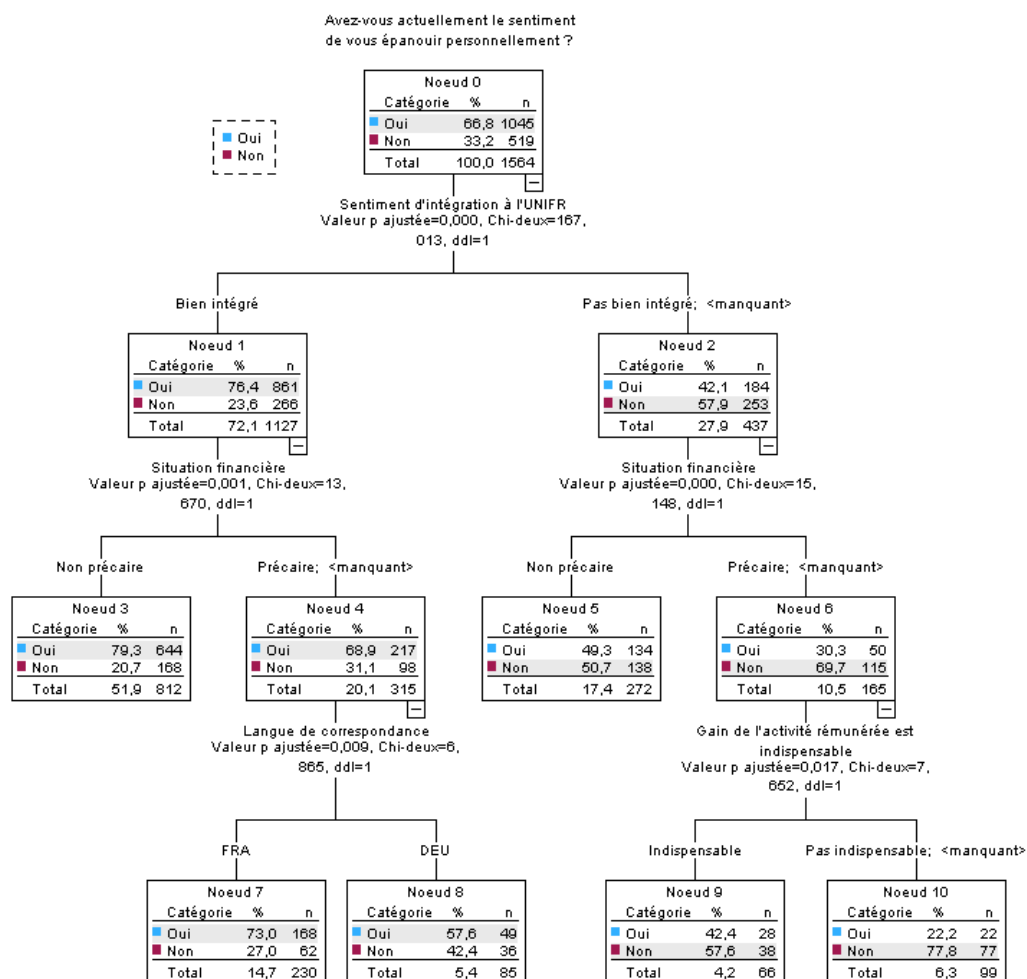 Avez-vous actuellement le sentiment
de vous épanouir personnellement ?
Noeud 0
Catégorie % n
Oui 66,8 1045
Non 33,2 519
Total 100,0 1564
Oui
Non
Sentiment d'intégration à l'UNIFR
Valeur p ajustée=0,000, Chi-deux=167,
013, ddl=1
Bien intégré
Pas bien intégré; <manquant>
Noeud 1
Catégorie % n
Oui 76,4 861
Non 23,6 266
Total 72,1 1127
Noeud 2
Catégorie % n
Oui 42,1 184
Non 57,9 253
Total 27,9 437
Situation financière
Valeur p ajustée=0,001, Chi-deux=13,
670, ddl=1
Situation financière
Valeur p ajustée=0,000, Chi-deux=15,
148, ddl=1
Non précaire
Précaire; <manquant>
Non précaire
Précaire; <manquant>
Noeud 3
Catégorie % n
Oui 79,3 644
Non 20,7 168
Total 51,9 812
Noeud 4
Catégorie % n
Oui 68,9 217
Non 31,1 98
Total 20,1 315
Noeud 5
Catégorie % n
Oui 49,3 134
Non 50,7 138
Total 17,4 272
Noeud 6
Catégorie % n
Oui 30,3 50
Non 69,7 115
Total 10,5 165
Langue de correspondance
Valeur p ajustée=0,009, Chi-deux=6,
865, ddl=1
Gain de l'activité rémunérée est
indispensable
Valeur p ajustée=0,017, Chi-deux=7,
652, ddl=1
FRA
DEU
Indispensable
Pas indispensable; <manquant>
Noeud 7
Catégorie % n
Oui 73,0 168
Non 27,0 62
Total 14,7 230
Noeud 8
Catégorie % n
Oui 57,6 49
Non 42,4 36
Total 5,4 85
Noeud 9
Catégorie % n
Oui 42,4 28
Non 57,6 38
Total 4,2 66
Noeud 10
Catégorie % n
Oui 22,2 22
Non 77,8 77
Total 6,3 99